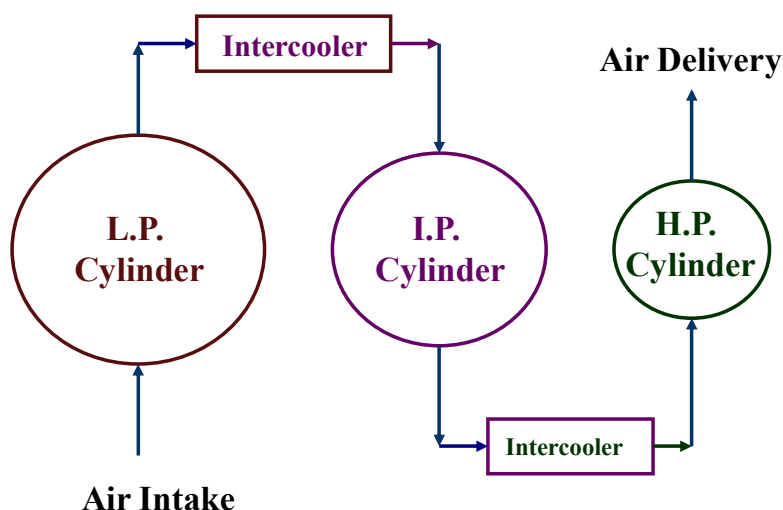 Intercooler
Air Delivery
L.P.
Cylinder
I.P.
Cylinder
H.P.
Cylinder
Intercooler
Air Intake